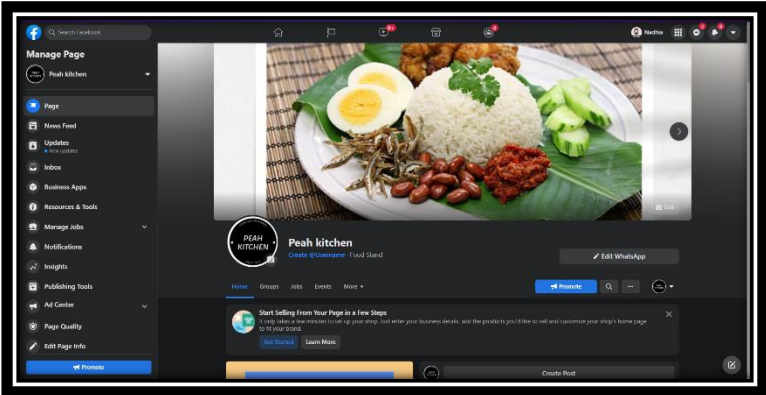 Search Facebook
9+
Nadhia
Manage Page
Peah kitchen
Page
News Feed
Updates
New updates
Inbox
Business Apps
Resources & Tools
Manage Jobs
Notifications
Insights
Publishing Tools
Ad Center
Page Quality
Edit Page Info
Promote
Edit
PEAH
KITCHEN
Peah kitchen
Create @Username · Food Stand
Edit WhatsApp
Home
Groups
Jobs
Events
More
Promote
Start Selling From Your Page in a Few Steps
It only takes a few minutes to set up your shop. Just enter your business details, add the products you'd like to sell and customize your shop's home page
to fit your brand.
Get Started
Learn More
Create Post